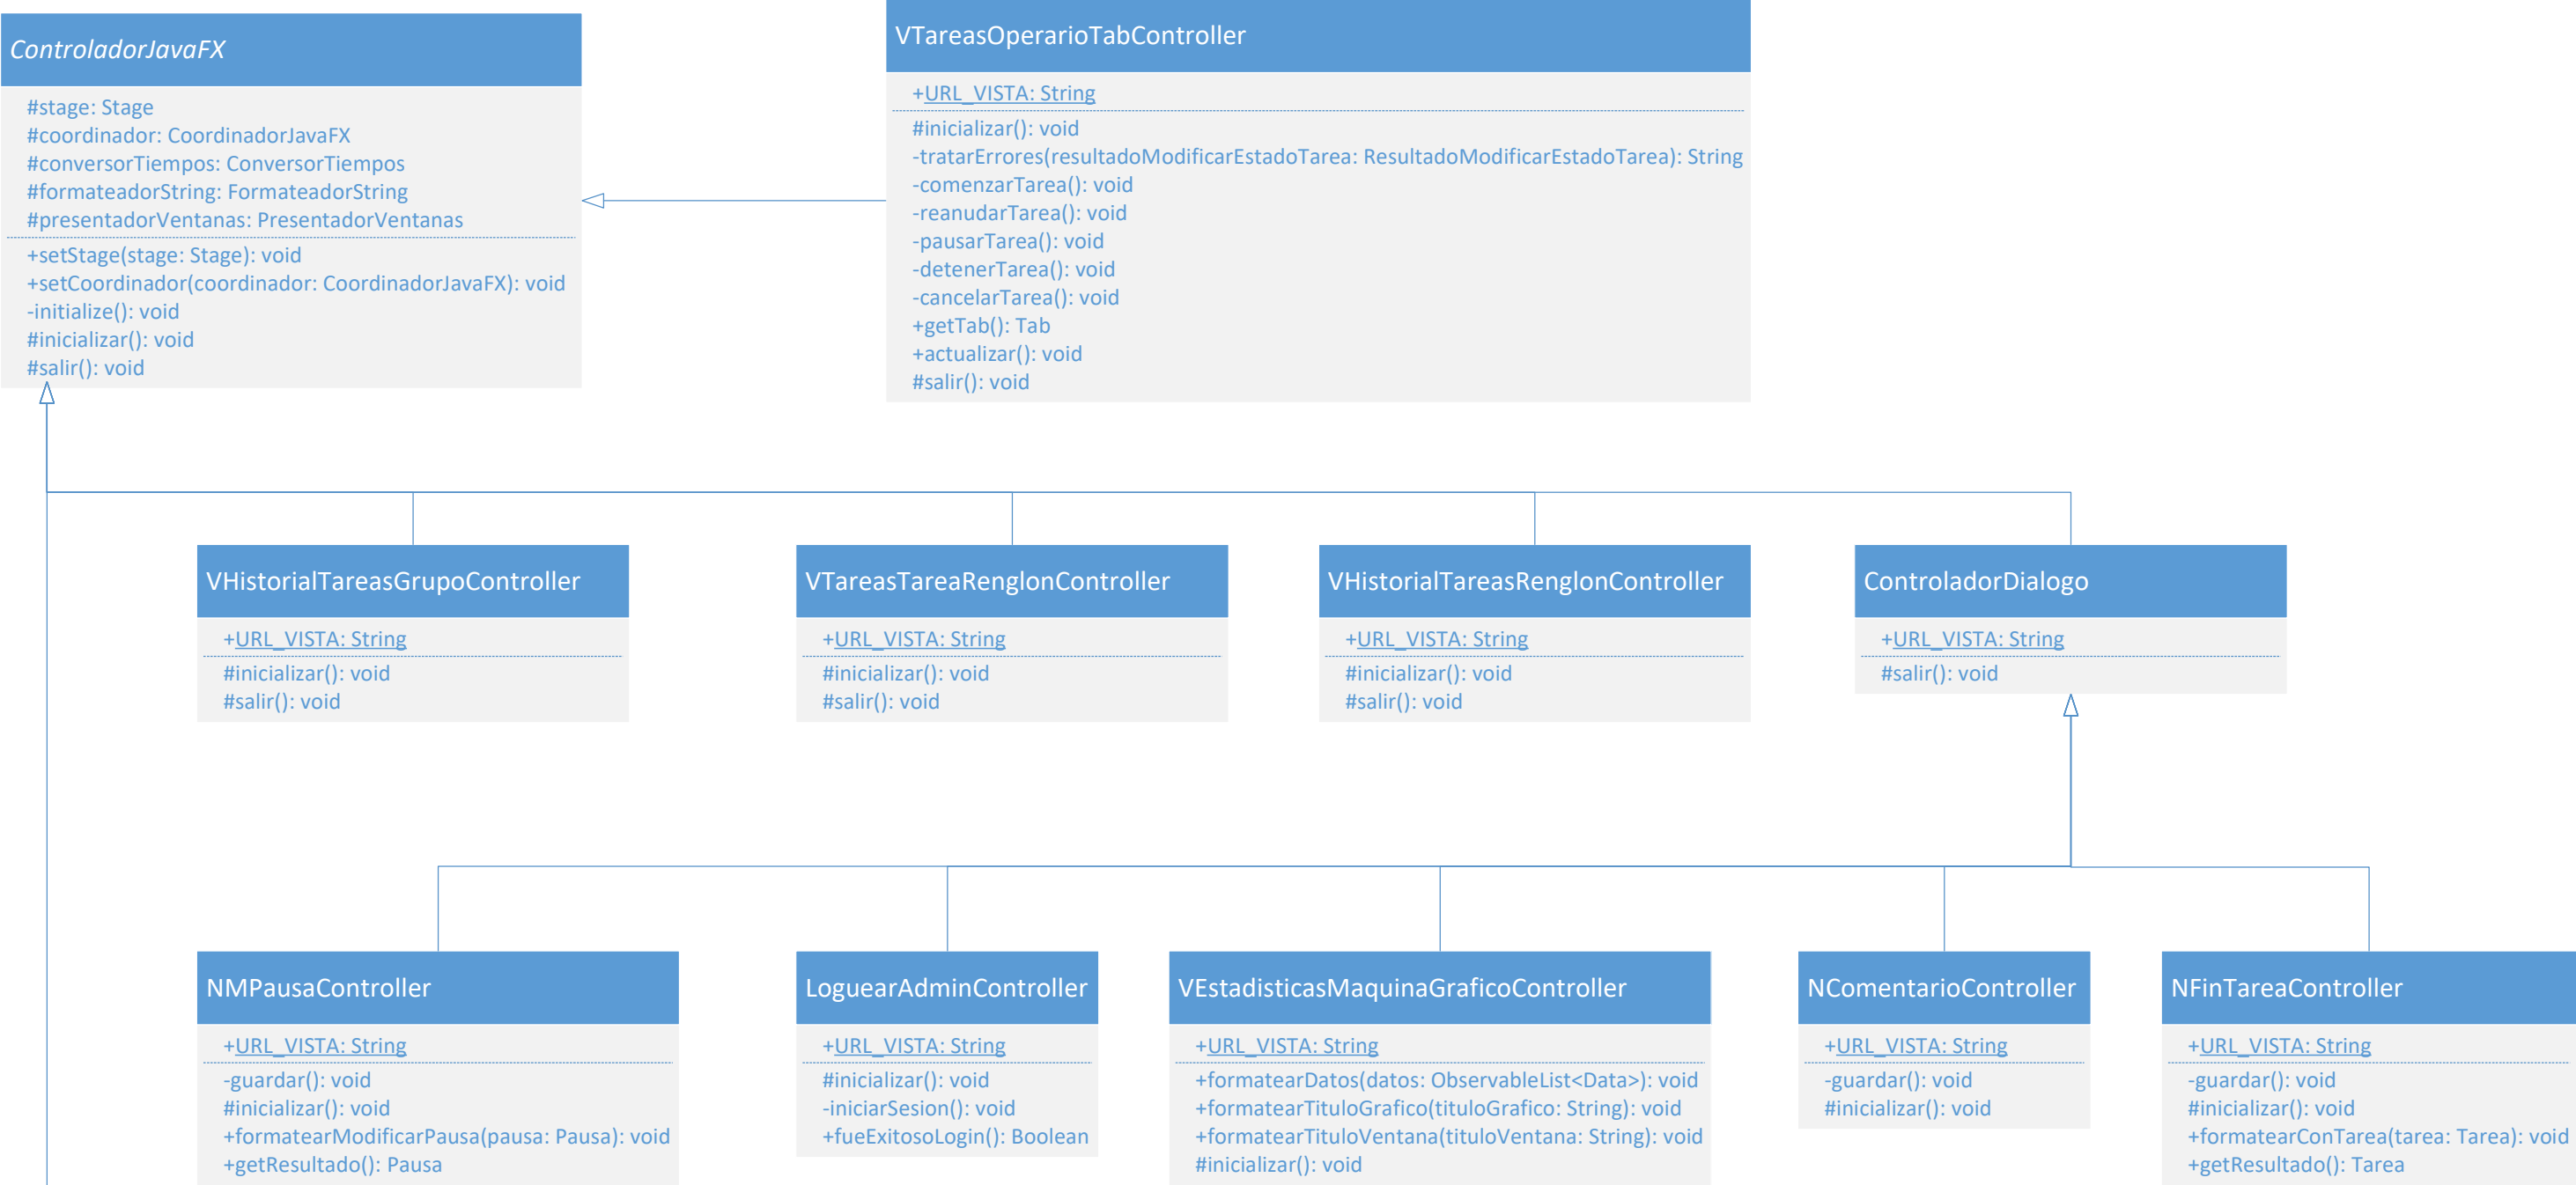 ControladorJavaFX
#stage: Stage
#coordinador: CoordinadorJavaFX
#conversorTiempos: ConversorTiempos
#formateadorString: FormateadorString
#presentadorVentanas: PresentadorVentanas
+setStage(stage: Stage): void
+setCoordinador(coordinador: CoordinadorJavaFX): void
-initialize(): void
#inicializar(): void
#salir(): void
VTareasOperarioTabController
+URL_VISTA: String
#inicializar(): void
-tratarErrores(resultadoModificarEstadoTarea: ResultadoModificarEstadoTarea): String
-comenzarTarea(): void
-reanudarTarea(): void
-pausarTarea(): void
-detenerTarea(): void
-cancelarTarea(): void
+getTab(): Tab
+actualizar(): void
#salir(): void
VHistorialTareasGrupoController
+URL_VISTA: String
#inicializar(): void
#salir(): void
VTareasTareaRenglonController
+URL_VISTA: String
#inicializar(): void
#salir(): void
VHistorialTareasRenglonController
+URL_VISTA: String
#inicializar(): void
#salir(): void
ControladorDialogo
+URL_VISTA: String
#salir(): void
NMPausaController
+URL_VISTA: String
-guardar(): void
#inicializar(): void
+formatearModificarPausa(pausa: Pausa): void
+getResultado(): Pausa
LoguearAdminController
+URL_VISTA: String
#inicializar(): void
-iniciarSesion(): void
+fueExitosoLogin(): Boolean
VEstadisticasMaquinaGraficoController
+URL_VISTA: String
+formatearDatos(datos: ObservableList<Data>): void
+formatearTituloGrafico(tituloGrafico: String): void
+formatearTituloVentana(tituloVentana: String): void
#inicializar(): void
NComentarioController
+URL_VISTA: String
-guardar(): void
#inicializar(): void
NFinTareaController
+URL_VISTA: String
-guardar(): void
#inicializar(): void
+formatearConTarea(tarea: Tarea): void
+getResultado(): Tarea